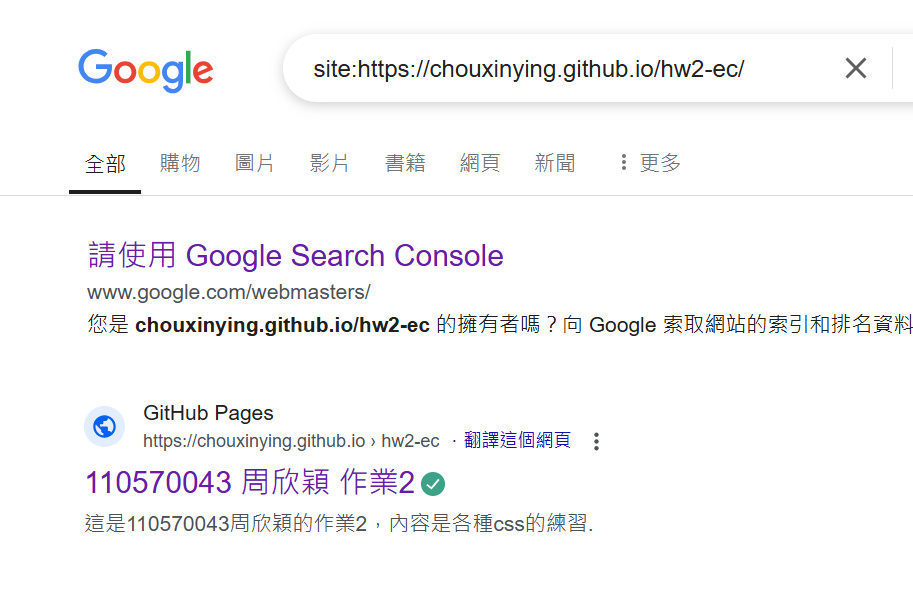 Google
site:https://chouxinying.github.io/hw2-ec/
全部 購物 圖片 影片 書籍 網頁 新聞 更多
請使用 Google Search Console
www.google.com/webmasters/
您是 chouxinying.github.io/hw2-ec 的擁有者嗎？向 Google 索取網站的索引和排名資料
GitHub Pages
https://chouxinying.github.io › hw2-ec · 翻譯這個網頁
110570043 周欣穎 作業2
這是110570043周欣穎的作業2，內容是各種css的練習.